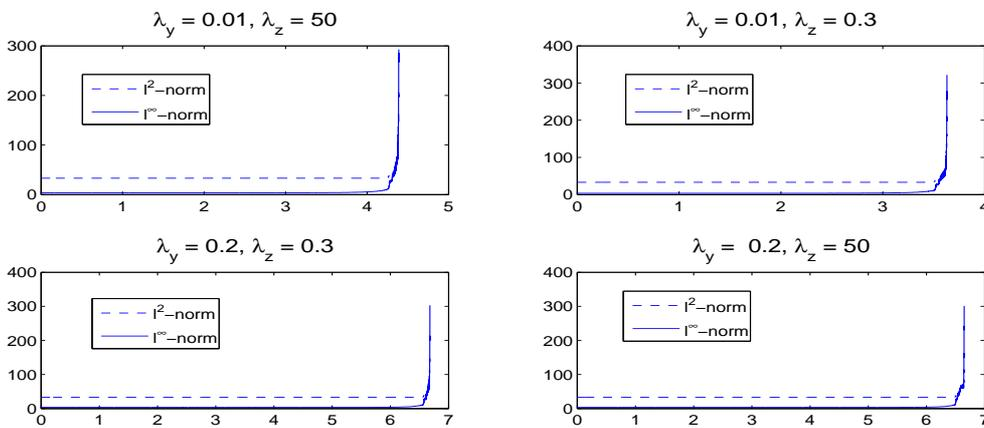 λy = 0.01, λz = 50
300
200
100
0
l²−norm
l∞−norm
0 1 2 3 4 5
λy = 0.01, λz = 0.3
400
300
200
100
0
l²−norm
l∞−norm
0 1 2 3 4
λy = 0.2, λz = 0.3
400
300
200
100
0
l²−norm
l∞−norm
0 1 2 3 4 5 6 7
λy = 0.2, λz = 50
400
300
200
100
0
l²−norm
l∞−norm
0 1 2 3 4 5 6 7